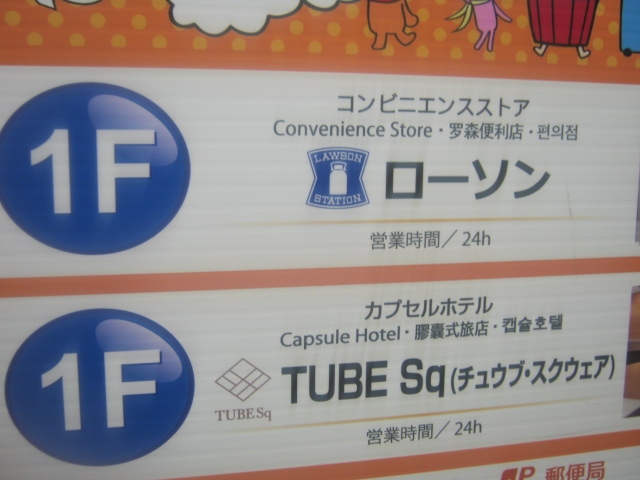 1F
コンビニエンスストア
Convenience Store・罗森便利店・편의점
LAWSON
STATION
ローソン
営業時間／24h
1F
カプセルホテル
Capsule Hotel・膠囊式旅店・캡슐호텔
TUBE Sq
TUBE Sq (チュウブ・スクウェア)
営業時間／24h
JP 郵便局